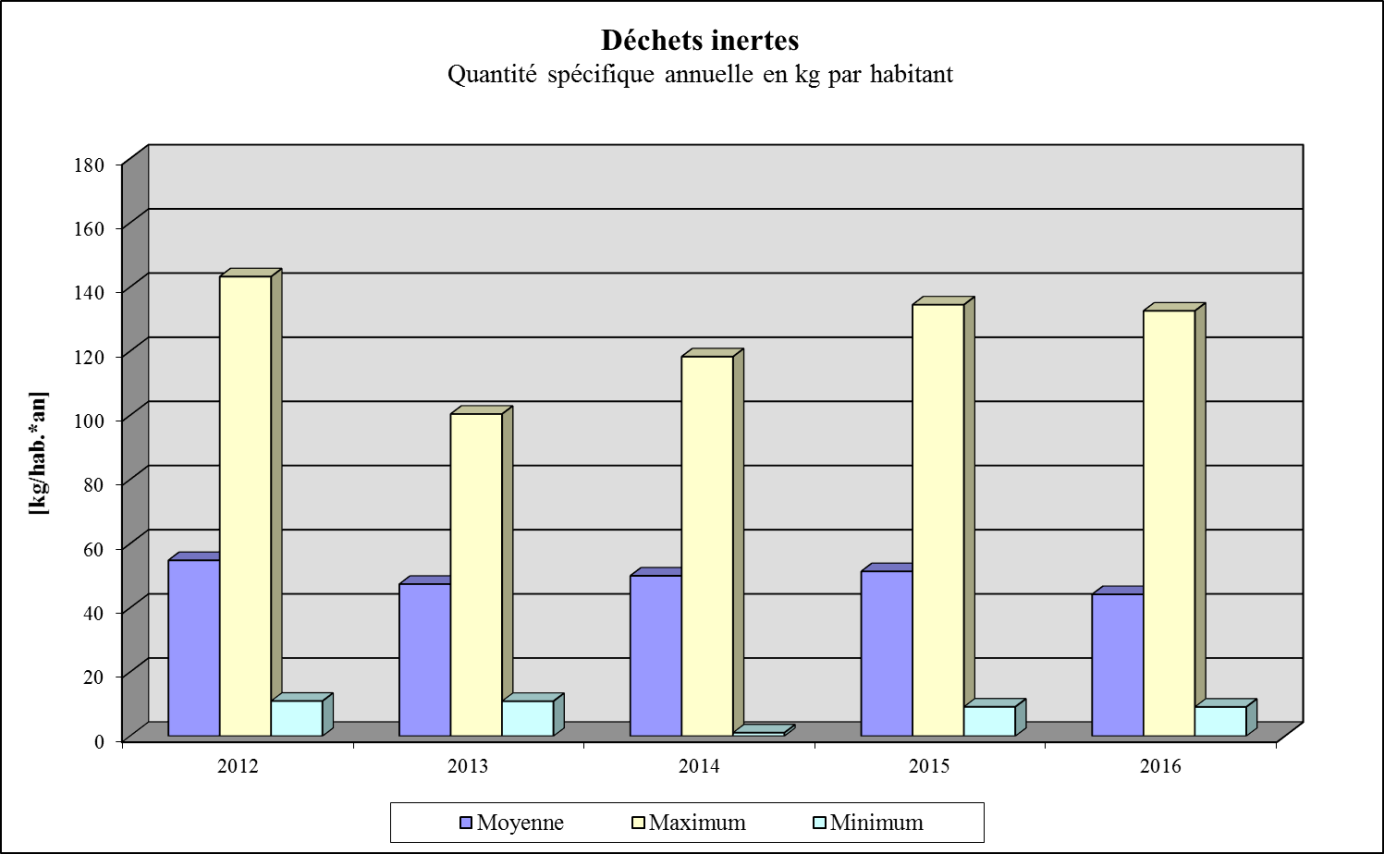 Déchets inertes
Quantité spécifique annuelle en kg par habitant
180
160
140
120
100
80
60
40
20
0
[kg/hab.*an]
2012 2013 2014 2015 2016
Moyenne Maximum Minimum